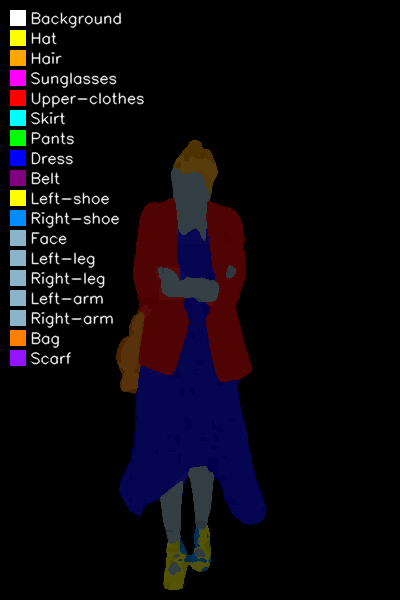 Background
Hat
Hair
Sunglasses
Upper-clothes
Skirt
Pants
Dress
Belt
Left-shoe
Right-shoe
Face
Left-leg
Right-leg
Left-arm
Right-arm
Bag
Scarf